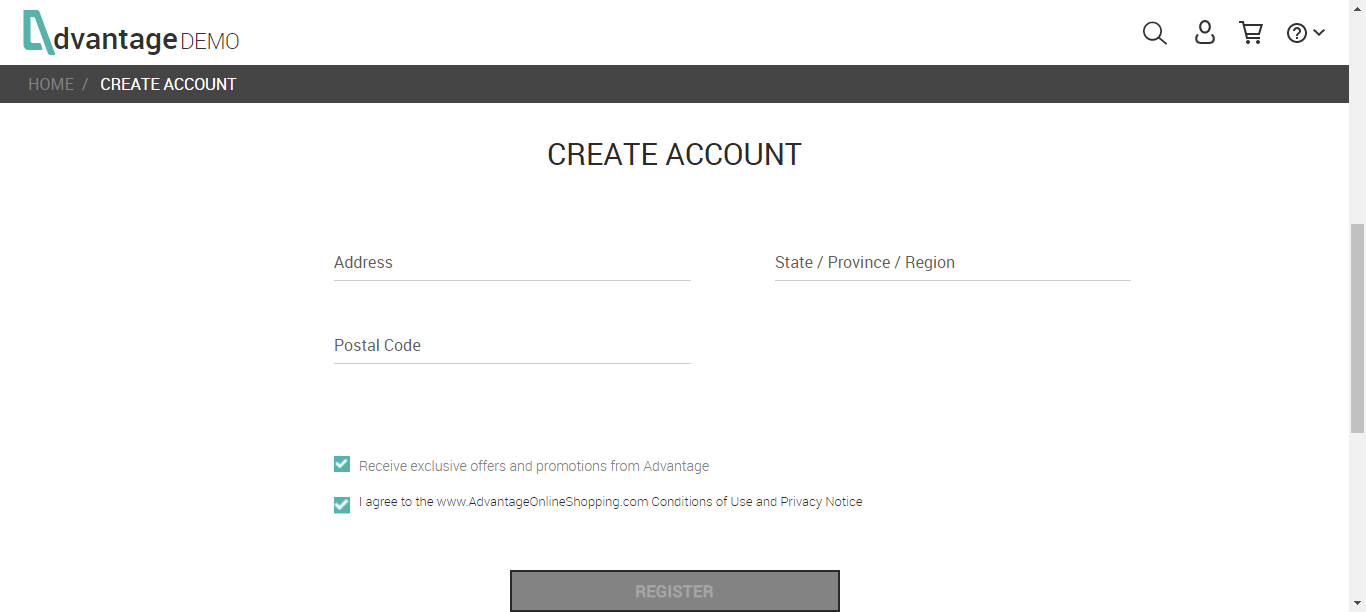 dvantage DEMO
HOME / CREATE ACCOUNT
CREATE ACCOUNT
Address
State / Province / Region
Postal Code
Receive exclusive offers and promotions from Advantage
I agree to the www.AdvantageOnlineShopping.com Conditions of Use and Privacy Notice
REGISTER